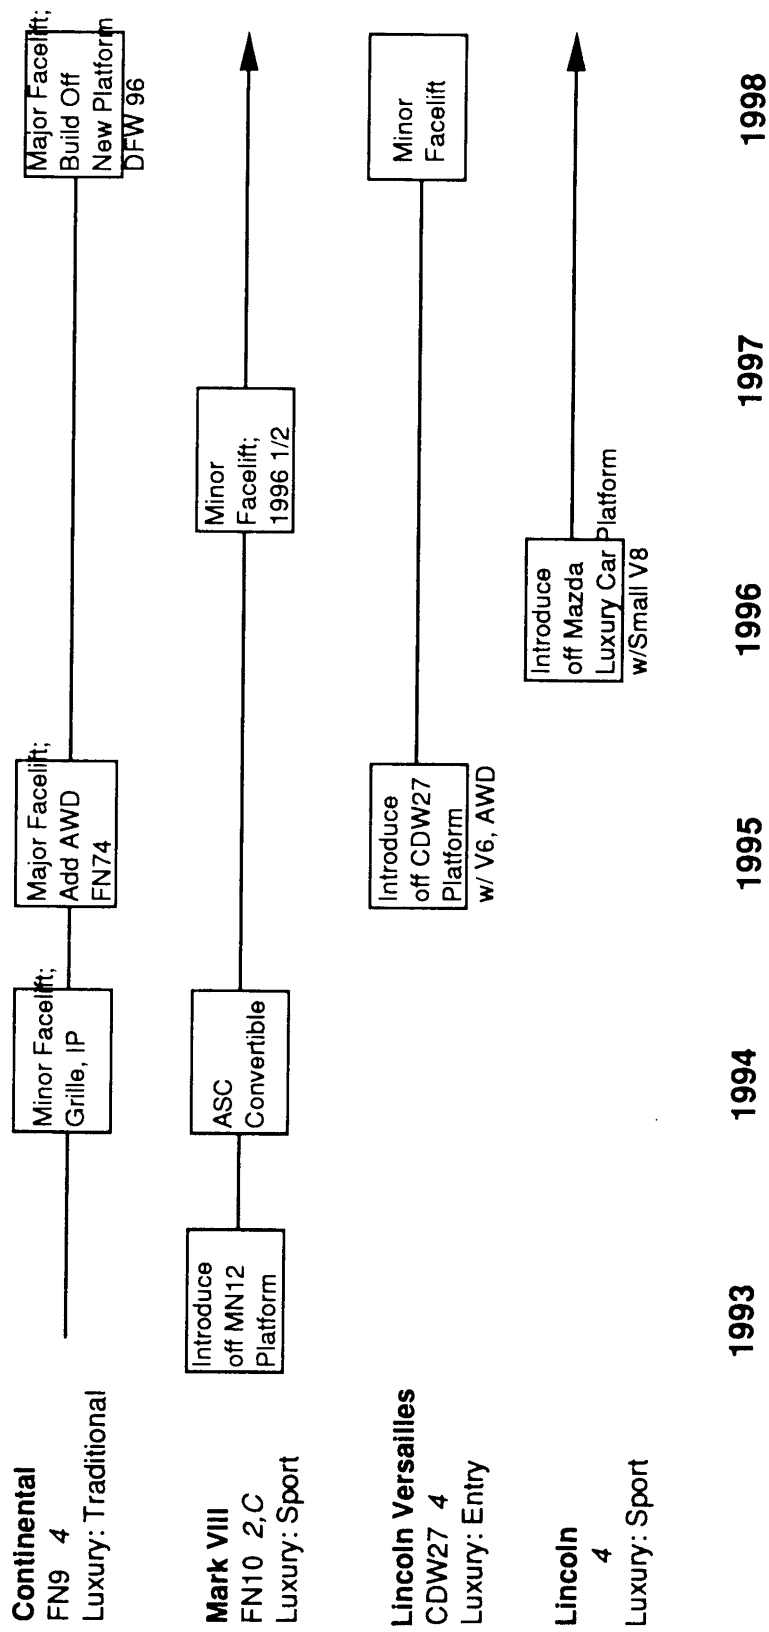 Continental
FN9 4
Luxury: Traditional
Minor Facelift;
Grille, IP
Major Facelift;
Add AWD
FN74
Major Facelift;
Build Off
New Platform
DFW 96
Mark VIII
FN10 2,C
Luxury: Sport
Introduce
off MN12
Platform
ASC
Convertible
Minor
Facelift;
1996 1/2
Lincoln Versailles
CDW27 4
Luxury: Entry
Introduce
off CDW27
Platform
w/ V6, AWD
Minor
Facelift
Lincoln
4
Luxury: Sport
Introduce
off Mazda
Luxury Car Platform
w/Small V8
1993 1994 1995 1996 1997 1998